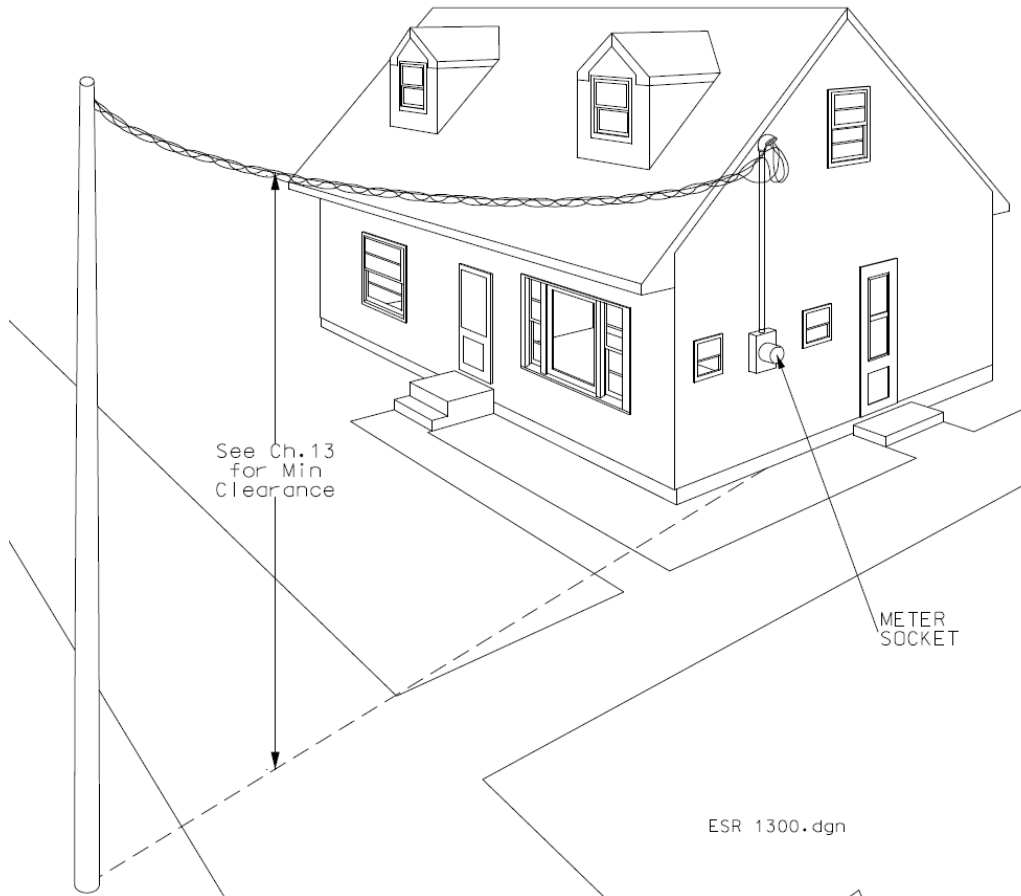 See Ch.13
for Min
Clearance
METER
SOCKET
ESR 1300.dgn